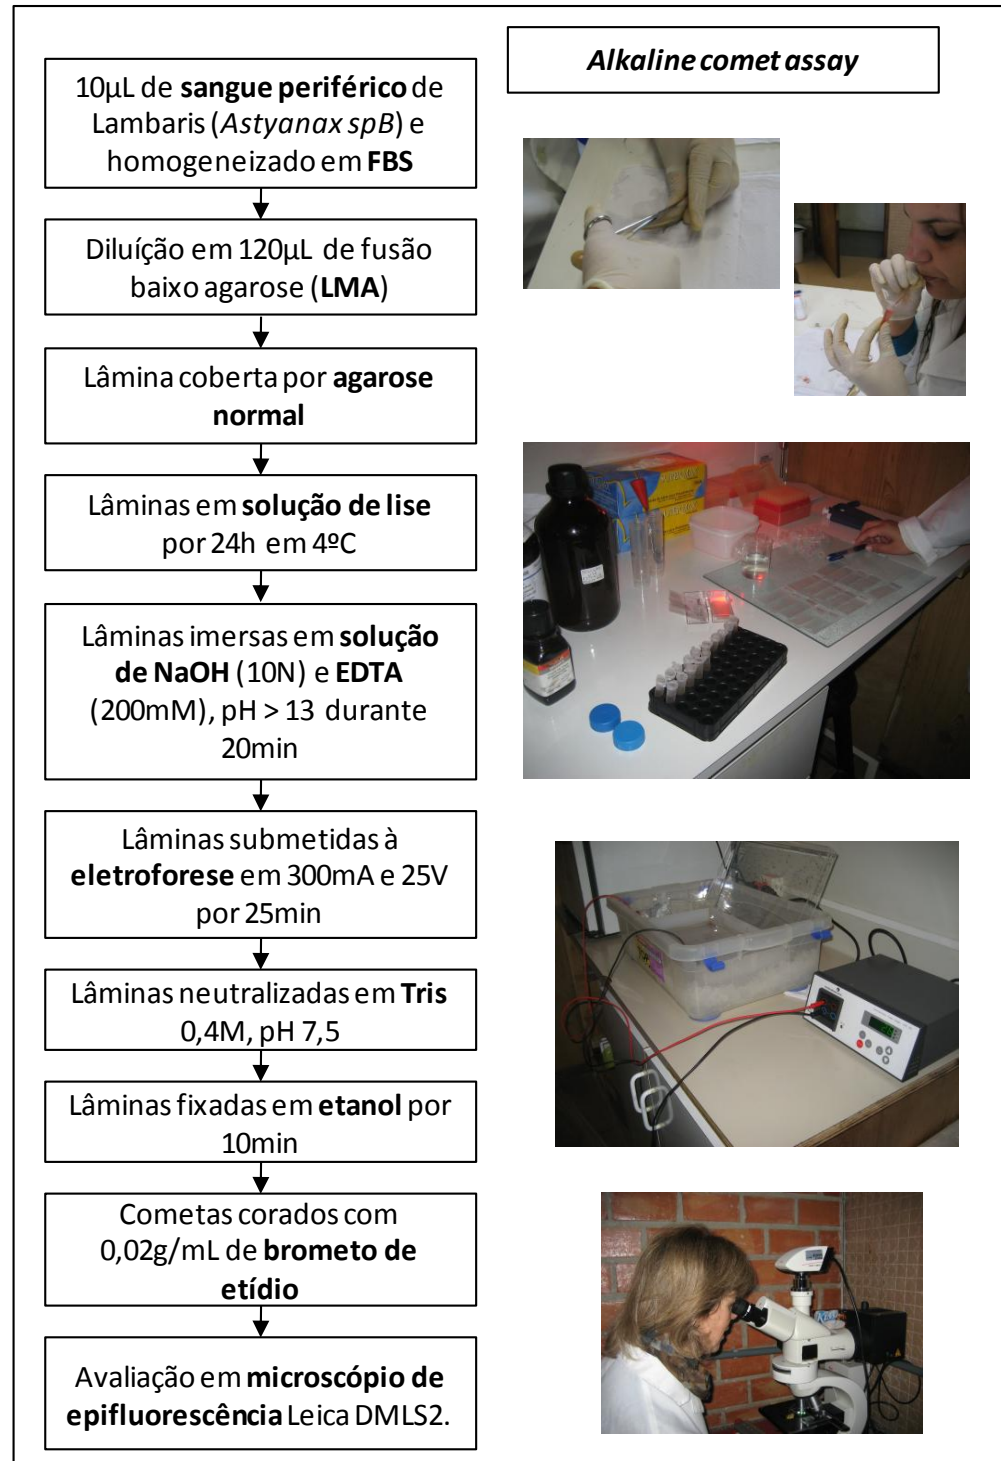 Alkaline comet assay
10µL de sangue periférico de
Lambaris (Astyanax spB) e
homogeneizado em FBS
Diluíção em 120µL de fusão
baixo agarose (LMA)
Lâmina coberta por agarose
normal
Lâminas em solução de lise
por 24h em 4ºC
Lâminas imersas em solução
de NaOH (10N) e EDTA
(200mM), pH > 13 durante
20min
Lâminas submetidas à
eletroforese em 300mA e 25V
por 25min
Lâminas neutralizadas em Tris
0,4M, pH 7,5
Lâminas fixadas em etanol por
10min
Cometas corados com
0,02g/mL de brometo de
etídio
Avaliação em microscópio de
epifluorescência Leica DMLS2.